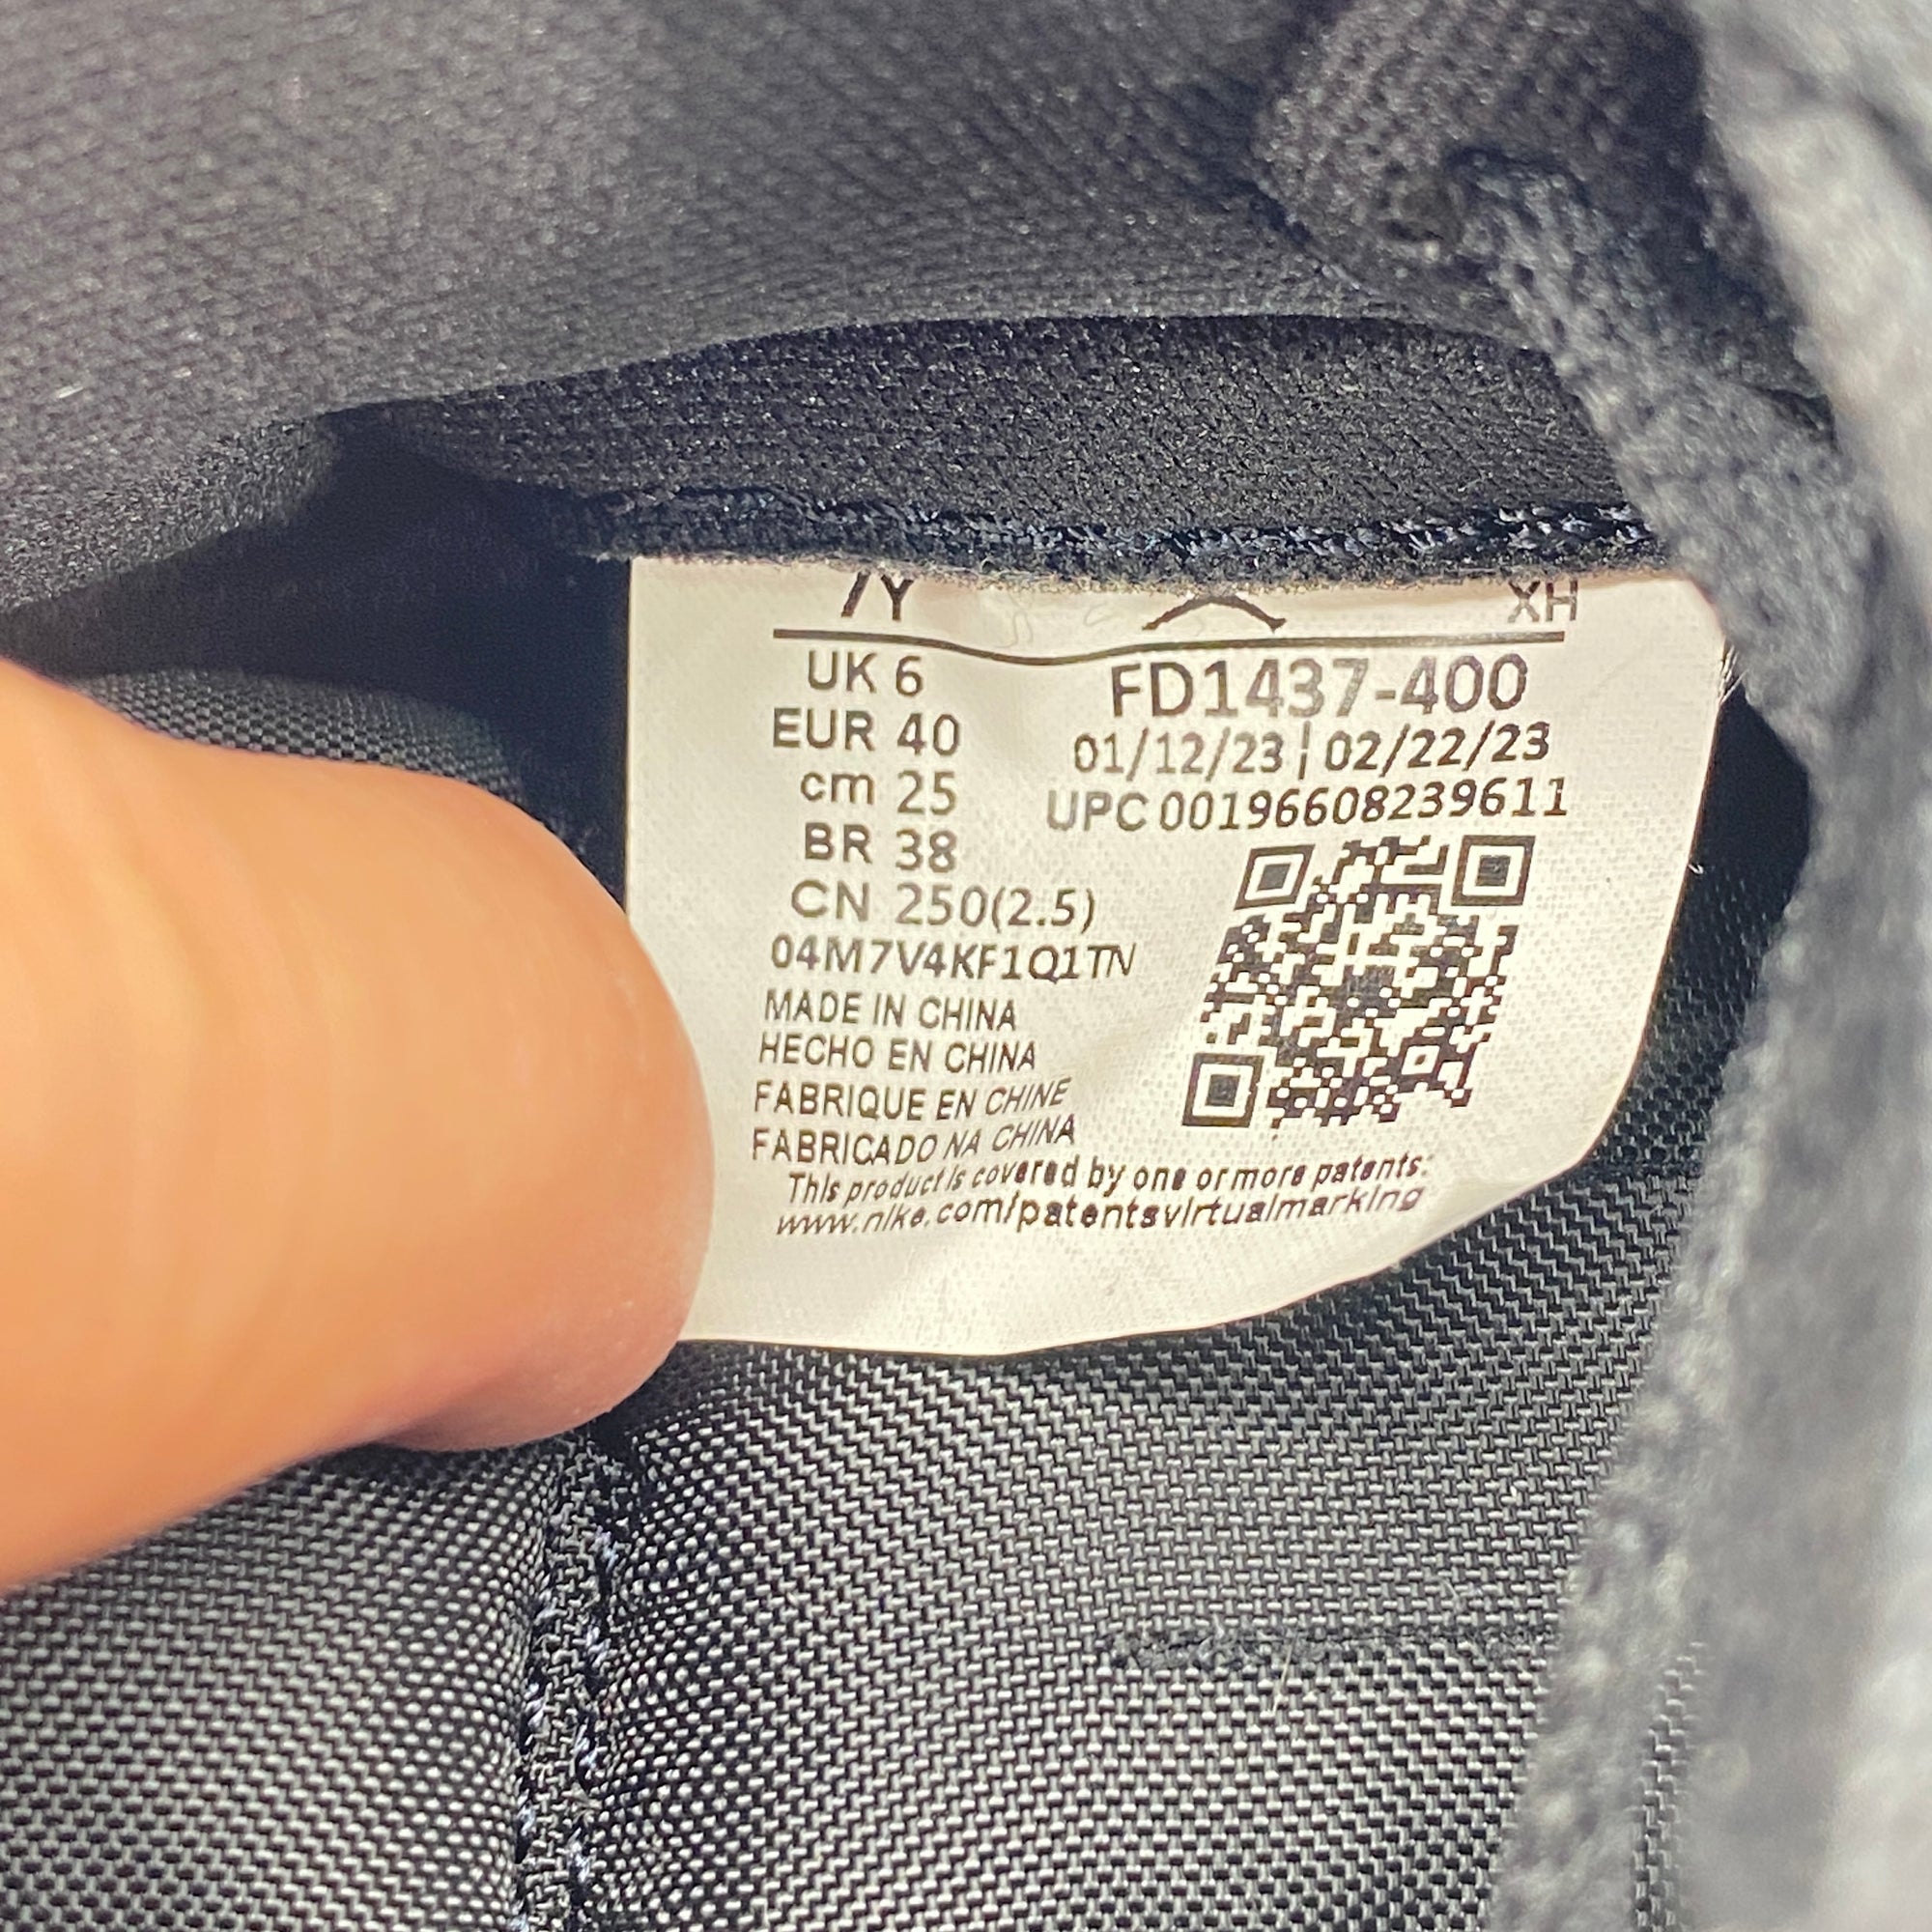 7Y XH
UK 6
EUR 40
cm 25
BR 38
CN 250(2.5)
04M7V4KF1Q1TN
MADE IN CHINA
HECHO EN CHINA
FABRIQUE EN CHINE
FABRICADO NA CHINA
FD1437-400
01/12/23 | 02/22/23
UPC 00196608239611
This product is covered by one or more patents:
www.nike.com/patentsvirtualmarking